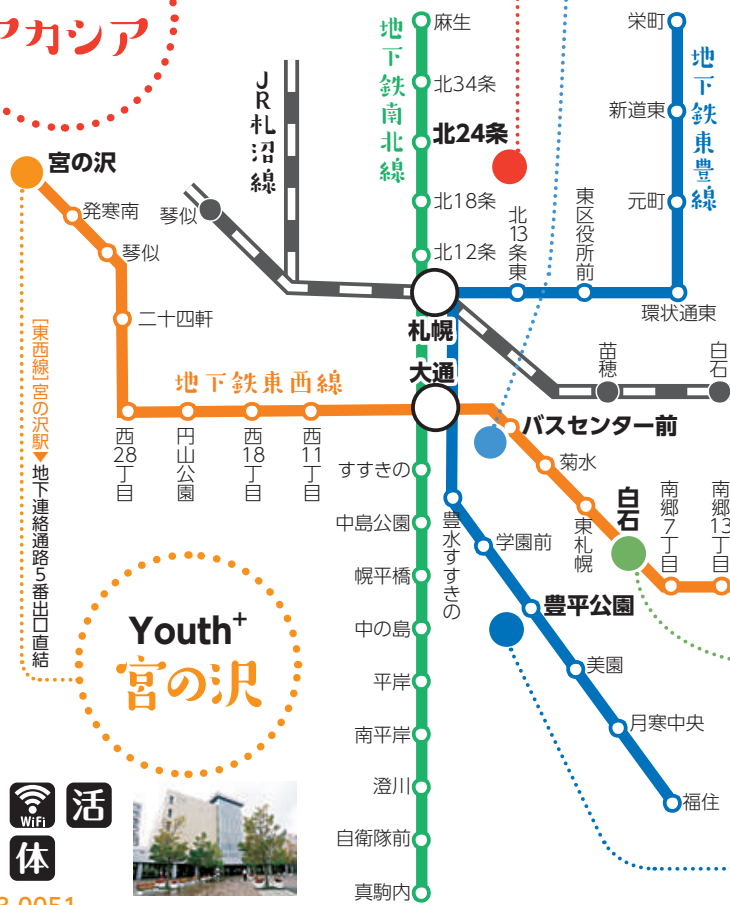 アカシア
宮の沢
発寒南
琴似
二十四軒
西28丁目
円山公園
西18丁目
西11丁目
地下鉄東西線
琴似
JR札沼線
地下鉄南北線
麻生
北34条
北24条
北18条
北12条
札幌
大通
すすきの
中島公園
幌平橋
中の島
平岸
南平岸
澄川
自衛隊前
真駒内
北13条東
東区役所前
環状通東
元町
新道東
栄町
地下鉄東豊線
苗穂
白石
バスセンター前
菊水
東札幌
白石
南郷7丁目
南郷13丁目
豊水すすきの
学園前
豊平公園
美園
月寒中央
福住
[東西線]宮の沢駅▼地下連絡通路5番出口直結
Youth+
宮の沢
WiFi
活
体
0051